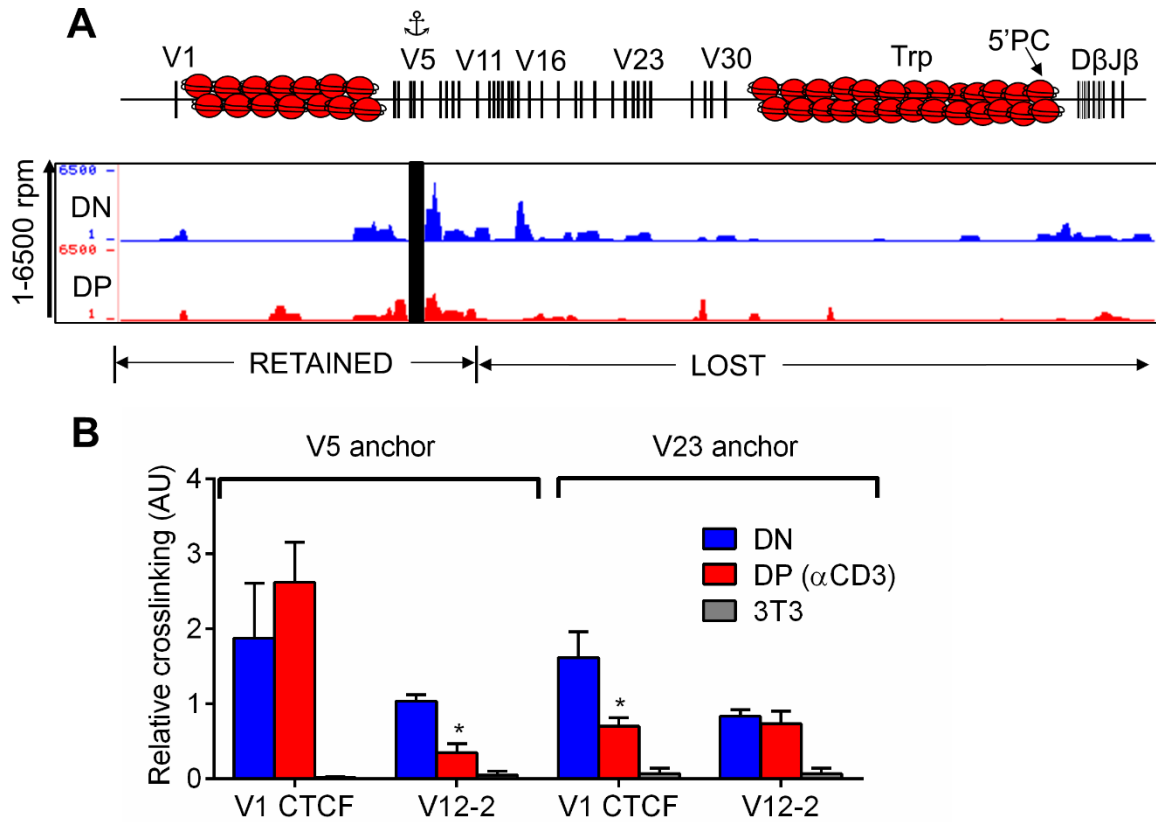 A
V1 V5 V11 V16 V23 V30 Trp 5'PC DβJβ
1-6500 rpm
6500
DN
1
6500
DP
1
RETAINED LOST
B
V5 anchor V23 anchor
Relative crosslinking (AU)
4
3
2
1
0
DN
DP (αCD3)
3T3
* *
V1 CTCF V12-2 V1 CTCF V12-2